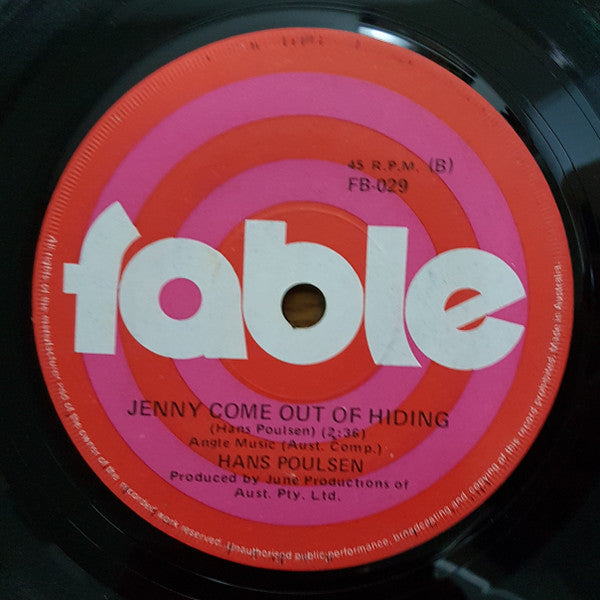 45 R.P.M. (B)
FB-029
fable
JENNY COME OUT OF HIDING
(Hans Poulsen) (2:36)
Angle Music (Aust. Comp.)
HANS POULSEN
Produced by June Productions of
Aust. Pty. Ltd.
All rights of the manufacturer and of the owner of the recorded work reserved. Unauthorised public performance, broadcasting and copying of this record prohibited. Made in Australia.